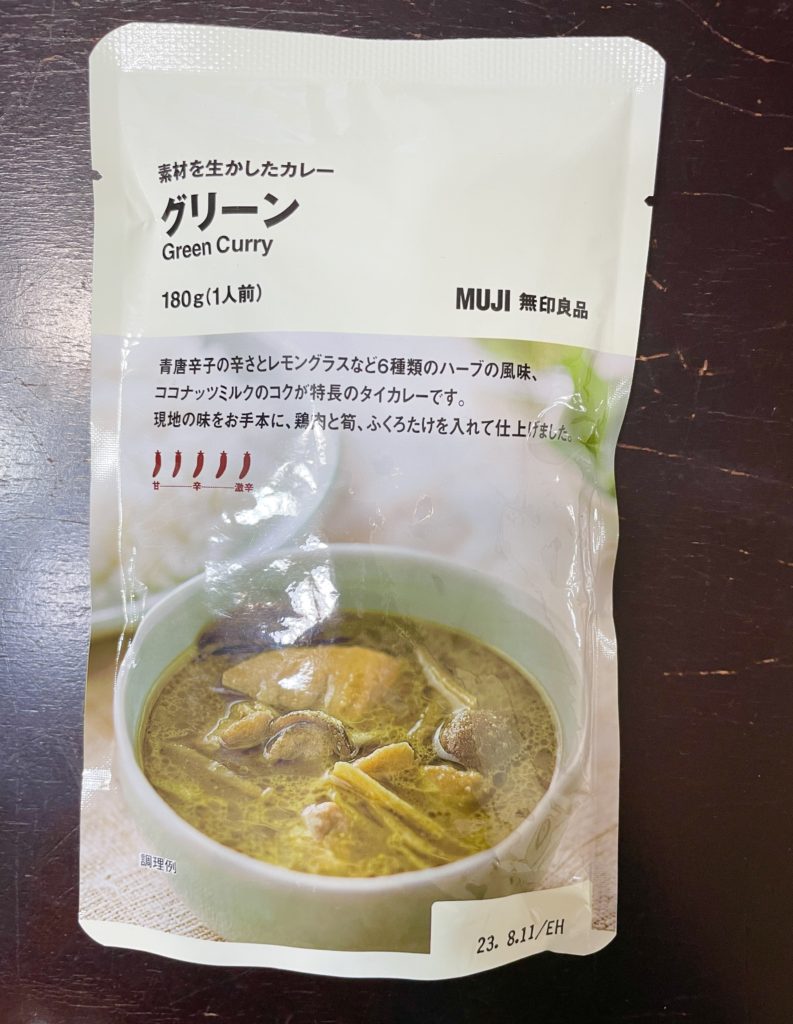 素材を生かしたカレー
グリーン
Green Curry
180g(1人前)
MUJI 無印良品
青唐辛子の辛さとレモングラスなど6種類のハーブの風味、
ココナッツミルクのコクが特長のタイカレーです。
現地の味をお手本に、鶏肉と筍、ふくろたけを入れて仕上げました。
甘 辛 激辛
調理例
23. 8.11/EH